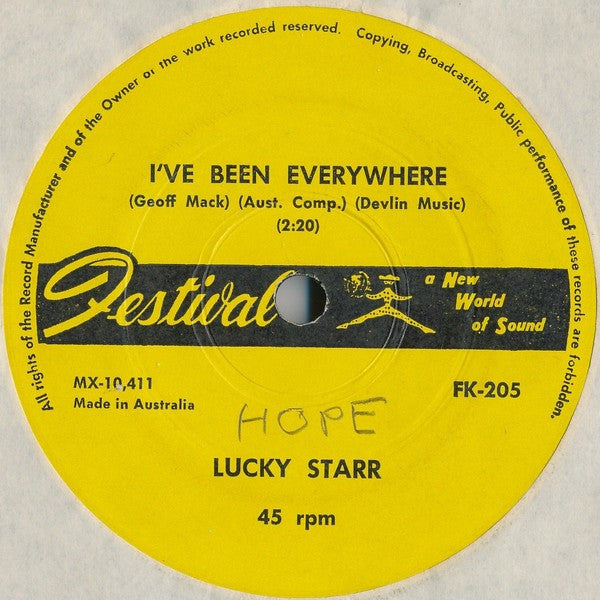 All rights of the Record Manufacturer and of the Owner of the work recorded reserved. Copying, Broadcasting, Public performance of these records are forbidden.
I'VE BEEN EVERYWHERE
(Geoff Mack) (Aust. Comp.) (Devlin Music)
(2:20)
Festival
a New
World
of Sound
MX-10,411
Made in Australia
FK-205
HOPE
LUCKY STARR
45 rpm